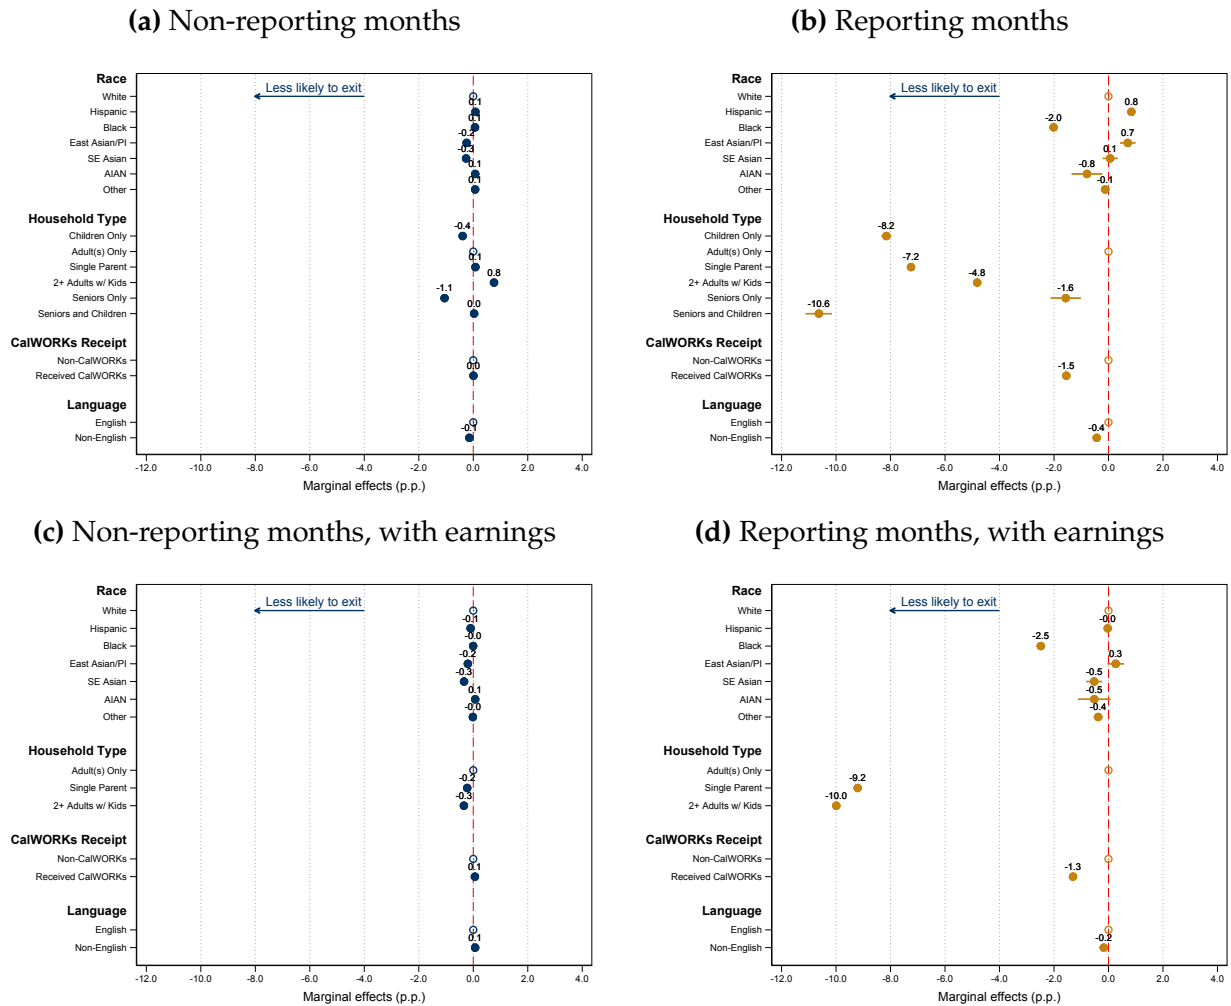 (a) Non-reporting months
Race
Less likely to exit
White
Hispanic 0.1
Black 0.1
East Asian/PI -0.2
SE Asian -0.3
AIAN 0.1
Other 0.1
Household Type
Children Only -0.4
Adult(s) Only
Single Parent 0.1
2+ Adults w/ Kids 0.8
Seniors Only -1.1
Seniors and Children 0.0
CalWORKs Receipt
Non-CalWORKs
Received CalWORKs 0.0
Language
English
Non-English -0.1
-12.0 -10.0 -8.0 -6.0 -4.0 -2.0 0.0 2.0 4.0
Marginal effects (p.p.)
(b) Reporting months
Race
Less likely to exit
White
Hispanic 0.8
Black -2.0
East Asian/PI 0.7
SE Asian 0.1
AIAN -0.8
Other -0.1
Household Type
Children Only -8.2
Adult(s) Only
Single Parent -7.2
2+ Adults w/ Kids -4.8
Seniors Only -1.6
Seniors and Children -10.6
CalWORKs Receipt
Non-CalWORKs
Received CalWORKs -1.5
Language
English
Non-English -0.4
-12.0 -10.0 -8.0 -6.0 -4.0 -2.0 0.0 2.0 4.0
Marginal effects (p.p.)
(c) Non-reporting months, with earnings
Race
Less likely to exit
White
Hispanic -0.1
Black -0.0
East Asian/PI -0.2
SE Asian -0.3
AIAN 0.1
Other -0.0
Household Type
Adult(s) Only
Single Parent -0.2
2+ Adults w/ Kids -0.3
CalWORKs Receipt
Non-CalWORKs
Received CalWORKs 0.1
Language
English
Non-English 0.1
-12.0 -10.0 -8.0 -6.0 -4.0 -2.0 0.0 2.0 4.0
Marginal effects (p.p.)
(d) Reporting months, with earnings
Race
Less likely to exit
White
Hispanic -0.0
Black -2.5
East Asian/PI 0.3
SE Asian -0.5
AIAN -0.5
Other -0.4
Household Type
Adult(s) Only
Single Parent -9.2
2+ Adults w/ Kids -10.0
CalWORKs Receipt
Non-CalWORKs
Received CalWORKs -1.3
Language
English
Non-English -0.2
-12.0 -10.0 -8.0 -6.0 -4.0 -2.0 0.0 2.0 4.0
Marginal effects (p.p.)